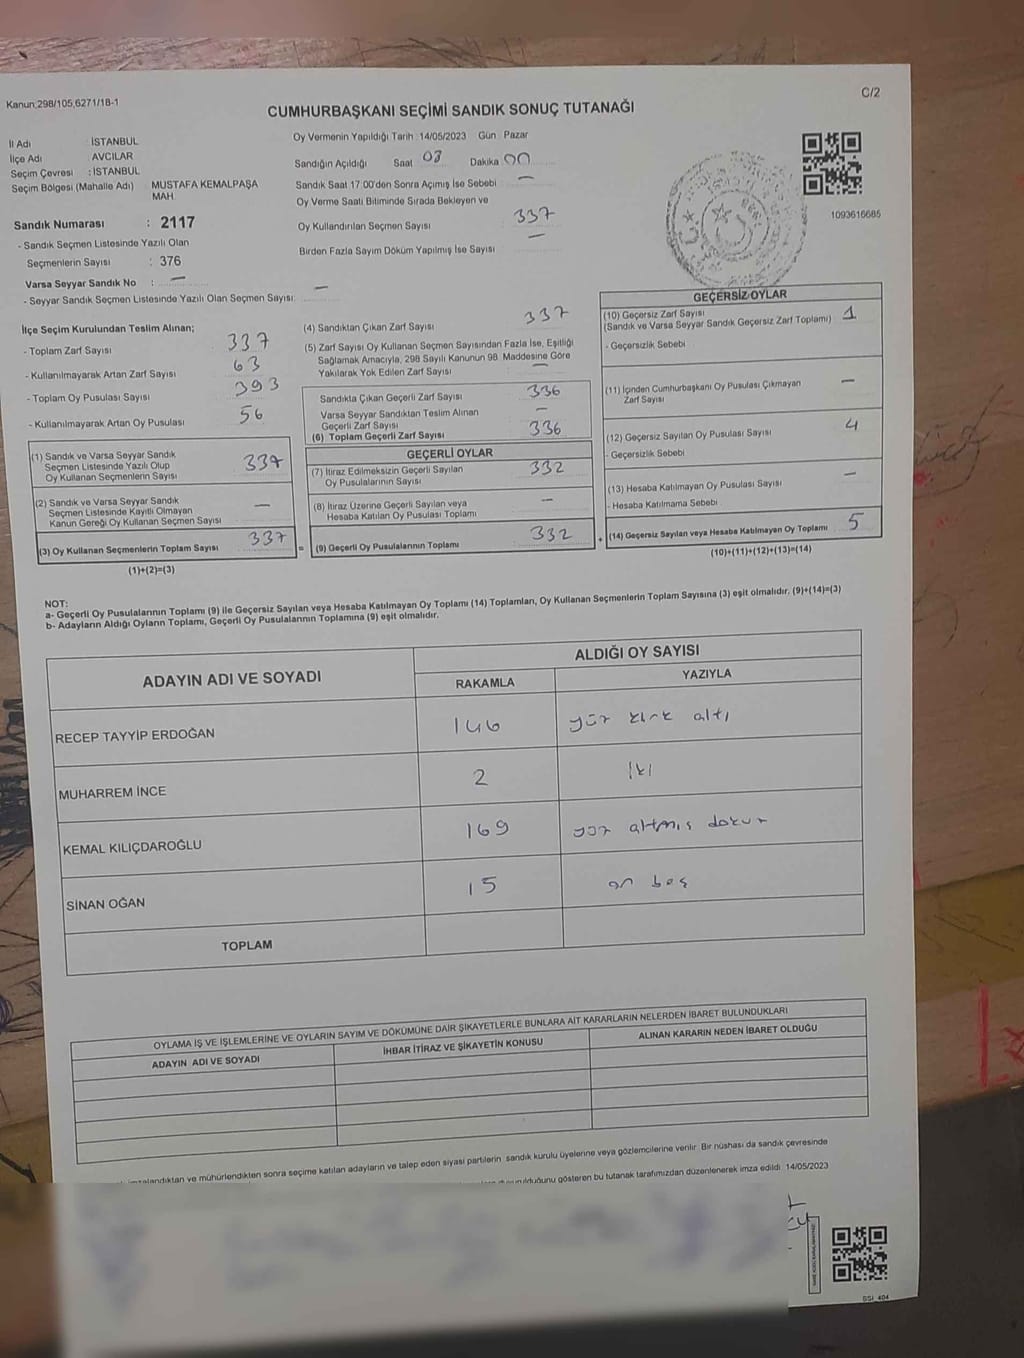 Kanun;298/105,6271/18-1
C/2
CUMHURBAŞKANI SEÇİMİ SANDIK SONUÇ TUTANAĞI
İl Adı : İSTANBUL
İlçe Adı : AVCILAR
Seçim Çevresi : İSTANBUL
Seçim Bölgesi (Mahalle Adı) : MUSTAFA KEMALPAŞA MAH.
Sandık Numarası : 2117
- Sandık Seçmen Listesinde Yazılı Olan
Seçmenlerin Sayısı : 376
Varsa Seyyar Sandık No : —
- Seyyar Sandık Seçmen Listesinde Yazılı Olan Seçmen Sayısı: —
Oy Vermenin Yapıldığı Tarih : 14/05/2023 Gün : Pazar
Sandığın Açıldığı Saat 08 Dakika 00
Sandık Saat 17:00'den Sonra Açımış İse Sebebi —
Oy Verme Saati Bitiminde Sırada Bekleyen ve
Oy Kullandırılan Seçmen Sayısı 337
Birden Fazla Sayım Döküm Yapılmış İse Sayısı —
1093616685
İlçe Seçim Kurulundan Teslim Alınan;
- Toplam Zarf Sayısı 337
- Kullanılmayarak Artan Zarf Sayısı 63
- Toplam Oy Pusulası Sayısı 393
- Kullanılmayarak Artan Oy Pusulası 56
(1) Sandık ve Varsa Seyyar Sandık
Seçmen Listesinde Yazılı Olup
Oy Kullanan Seçmenlerin Sayısı 337
(2) Sandık ve Varsa Seyyar Sandık
Seçmen Listesinde Kayıtlı Olmayan
Kanun Gereği Oy Kullanan Seçmen Sayısı —
(3) Oy Kullanan Seçmenlerin Toplam Sayısı 337
(1)+(2)=(3)
(4) Sandıktan Çıkan Zarf Sayısı 337
(5) Zarf Sayısı Oy Kullanan Seçmen Sayısından Fazla İse, Eşitliği
Sağlamak Amacıyla, 298 Sayılı Kanunun 98. Maddesine Göre
Yakılarak Yok Edilen Zarf Sayısı —
Sandıkta Çıkan Geçerli Zarf Sayısı 336
Varsa Seyyar Sandıktan Teslim Alınan
Geçerli Zarf Sayısı —
(6) Toplam Geçerli Zarf Sayısı 336
GEÇERLİ OYLAR
(7) İtiraz Edilmeksizin Geçerli Sayılan
Oy Pusulalarının Sayısı 332
(8) İtiraz Üzerine Geçerli Sayılan veya
Hesaba Katılan Oy Pusulası Toplamı —
= (9) Geçerli Oy Pusulalarının Toplamı 332
GEÇERSİZ OYLAR
(10) Geçersiz Zarf Sayısı
(Sandık ve Varsa Seyyar Sandık Geçersiz Zarf Toplamı) 1
- Geçersizlik Sebebi
(11) İçinden Cumhurbaşkanı Oy Pusulası Çıkmayan
Zarf Sayısı —
(12) Geçersiz Sayılan Oy Pusulası Sayısı 4
- Geçersizlik Sebebi
(13) Hesaba Katılmayan Oy Pusulası Sayısı —
- Hesaba Katılmama Sebebi
+ (14) Geçersiz Sayılan veya Hesaba Katılmayan Oy Toplamı 5
(10)+(11)+(12)+(13)=(14)
NOT:
a- Geçerli Oy Pusulalarının Toplamı (9) ile Geçersiz Sayılan veya Hesaba Katılmayan Oy Toplamı (14) Toplamları, Oy Kullanan Seçmenlerin Toplam Sayısına (3) eşit olmalıdır. (9)+(14)=(3)
b- Adayların Aldığı Oyların Toplamı, Geçerli Oy Pusulalarının Toplamına (9) eşit olmalıdır.
ADAYIN ADI VE SOYADI
ALDIĞI OY SAYISI
RAKAMLA YAZIYLA
RECEP TAYYİP ERDOĞAN 146 yüz kırk altı
MUHARREM İNCE 2 İki
KEMAL KILIÇDAROĞLU 169 yüz altmış dokuz
SİNAN OĞAN 15 on beş
TOPLAM
OYLAMA İŞ VE İŞLEMLERİNE VE OYLARIN SAYIM VE DÖKÜMÜNE DAİR ŞİKAYETLERLE BUNLARA AİT KARARLARIN NELERDEN İBARET BULUNDUKLARI
ADAYIN ADI VE SOYADI İHBAR İTİRAZ VE ŞİKAYETİN KONUSU ALINAN KARARIN NEDEN İBARET OLDUĞU
ve mühürlendikten sonra seçime katılan adayların ve talep eden siyasi partilerin sandık kurulu üyelerine veya gözlemcilerine verilir. Bir nüshası da sandık çevresinde
gösteren bu tutanak tarafımızdan düzenlenerek imza edildi. 14/05/2023